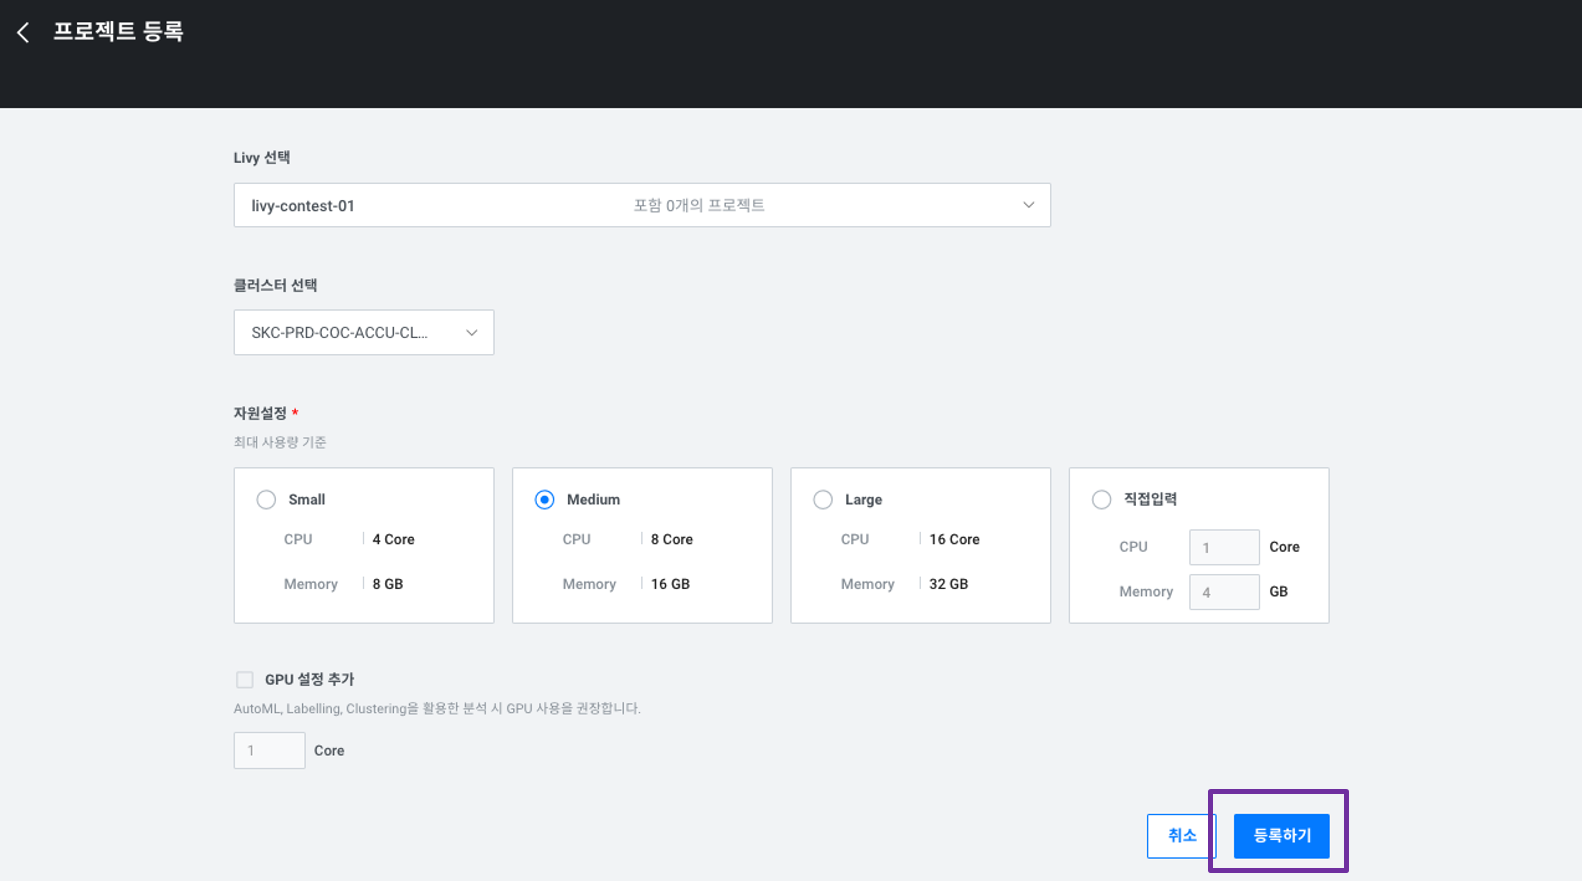 프로젝트 등록
Livy 선택
livy-contest-01 포함 0개의 프로젝트
클러스터 선택
SKC-PRD-COC-ACCU-CL...
자원설정 *
최대 사용량 기준
Small
CPU 4 Core
Memory 8 GB
Medium
CPU 8 Core
Memory 16 GB
Large
CPU 16 Core
Memory 32 GB
직접입력
CPU 1 Core
Memory 4 GB
GPU 설정 추가
AutoML, Labelling, Clustering을 활용한 분석 시 GPU 사용을 권장합니다.
1 Core
취소 등록하기